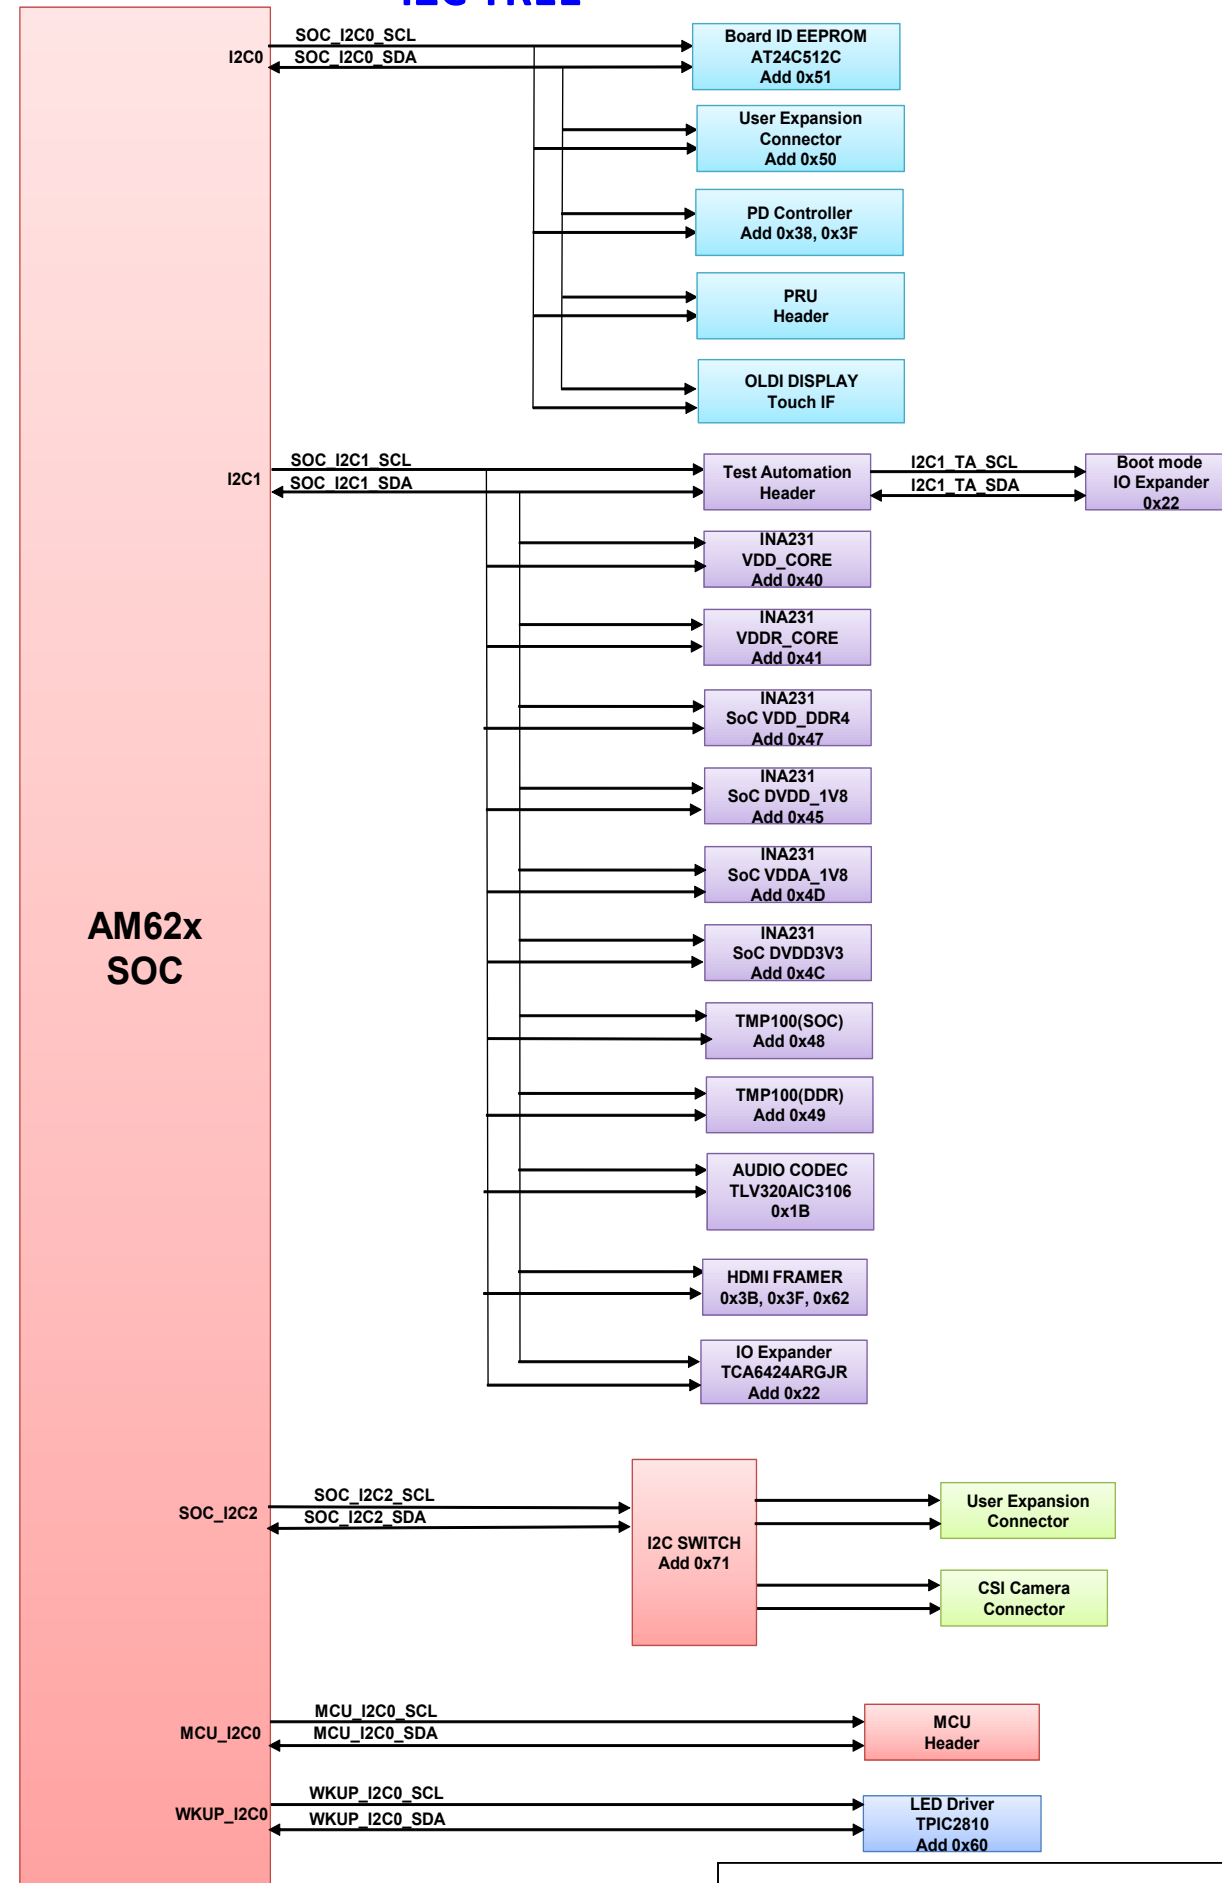 I2C TREE
SOC_I2C0_SCL
I2C0
SOC_I2C0_SDA
Board ID EEPROM
AT24C512C
Add 0x51
User Expansion
Connector
Add 0x50
PD Controller
Add 0x38, 0x3F
PRU
Header
OLDI DISPLAY
Touch IF
SOC_I2C1_SCL
I2C1
SOC_I2C1_SDA
Test Automation
Header
I2C1_TA_SCL
I2C1_TA_SDA
Boot mode
IO Expander
0x22
INA231
VDD_CORE
Add 0x40
INA231
VDDR_CORE
Add 0x41
INA231
SoC VDD_DDR4
Add 0x47
INA231
SoC DVDD_1V8
Add 0x45
INA231
SoC VDDA_1V8
Add 0x4D
AM62x
SOC
INA231
SoC DVDD3V3
Add 0x4C
TMP100(SOC)
Add 0x48
TMP100(DDR)
Add 0x49
AUDIO CODEC
TLV320AIC3106
0x1B
HDMI FRAMER
0x3B, 0x3F, 0x62
IO Expander
TCA6424ARGJR
Add 0x22
SOC_I2C2_SCL
SOC_I2C2
SOC_I2C2_SDA
I2C SWITCH
Add 0x71
User Expansion
Connector
CSI Camera
Connector
MCU_I2C0_SCL
MCU_I2C0
MCU_I2C0_SDA
MCU
Header
WKUP_I2C0_SCL
WKUP_I2C0
WKUP_I2C0_SDA
LED Driver
TPIC2810
Add 0x60